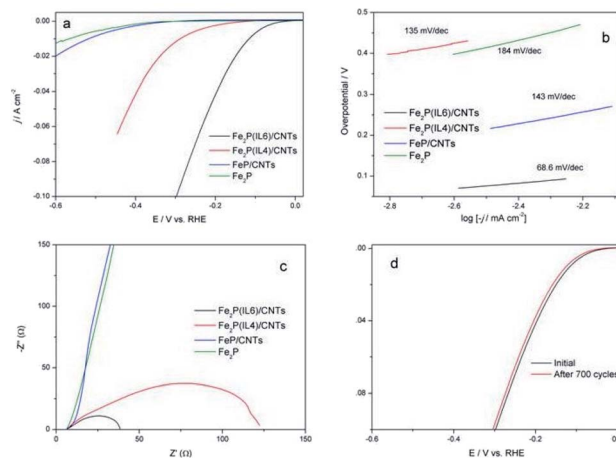 a
0.00
-0.02
-0.04
-0.06
-0.08
-0.10
j / A cm⁻²
Fe₂P(IL6)/CNTs
Fe₂P(IL4)/CNTs
FeP/CNTs
Fe₂P
-0.6
-0.4
-0.2
0.0
E / V vs. RHE
b
0.5
0.4
0.3
0.2
0.1
Overpotential / V
135 mV/dec
184 mV/dec
143 mV/dec
68.6 mV/dec
Fe₂P(IL6)/CNTs
Fe₂P(IL4)/CNTs
FeP/CNTs
Fe₂P
-2.8
-2.6
-2.4
-2.2
log [-j / mA cm⁻²]
c
150
100
50
0
-Z" (Ω)
Fe₂P(IL6)/CNTs
Fe₂P(IL4)/CNTs
FeP/CNTs
Fe₂P
0
50
100
150
Z' (Ω)
d
.00
.04
.08
Initial
After 700 cycles
-0.6
-0.4
-0.2
0.0
E / V vs. RHE